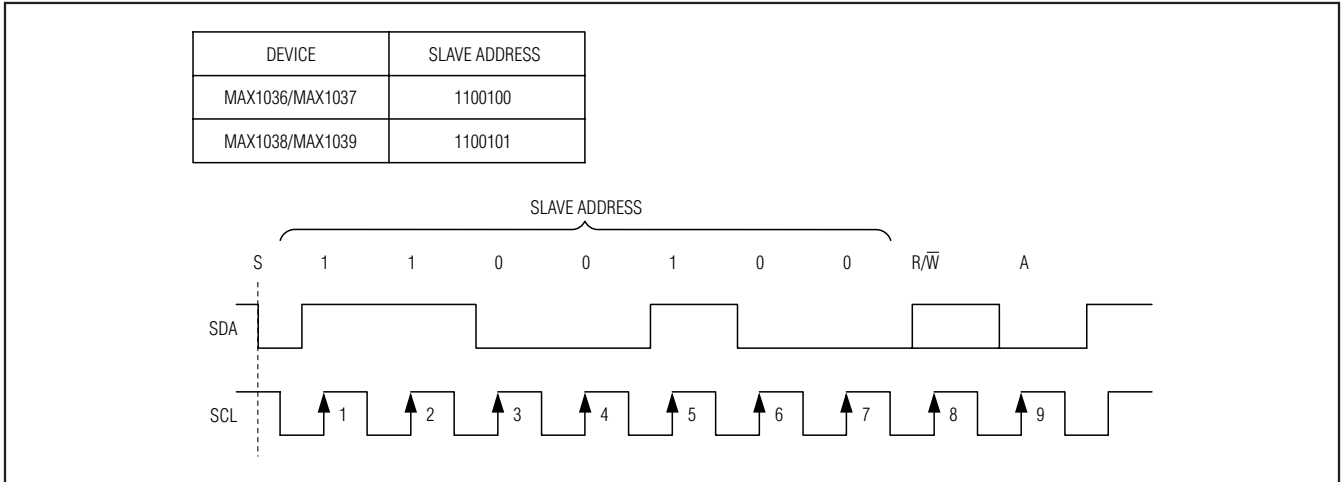 DEVICE SLAVE ADDRESS
MAX1036/MAX1037 1100100
MAX1038/MAX1039 1100101
SLAVE ADDRESS
S 1 1 0 0 1 0 0 R/W̅ A
SDA
SCL 1 2 3 4 5 6 7 8 9